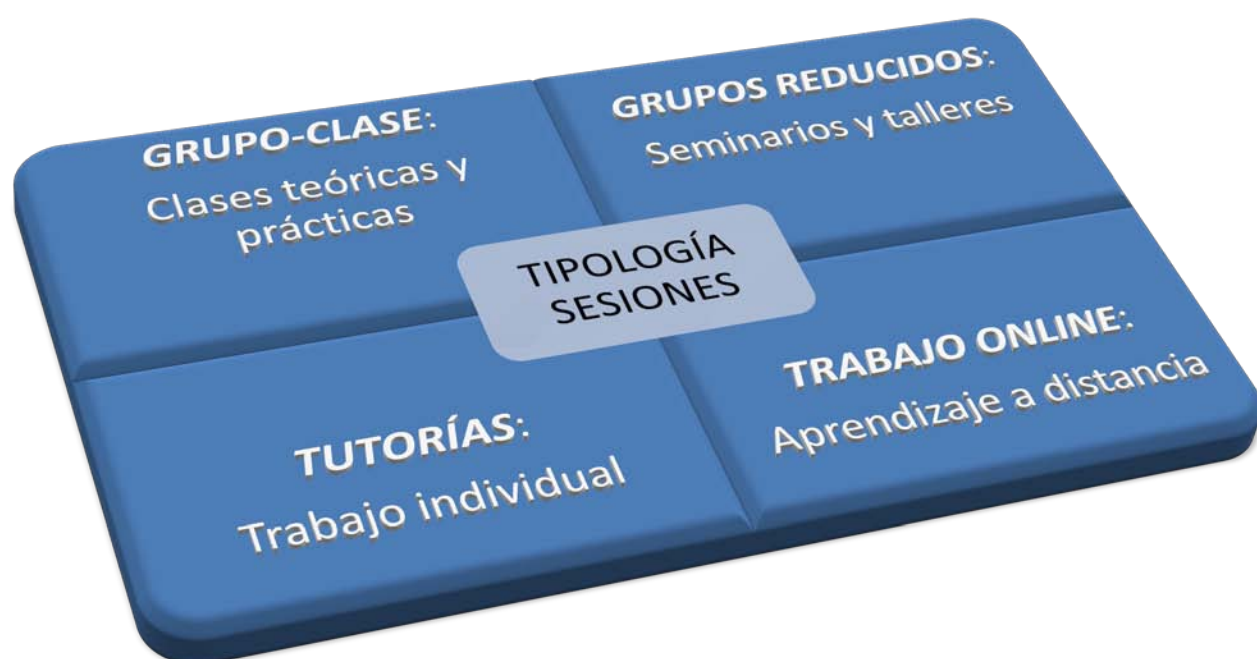 GRUPO-CLASE:
Clases teóricas y
prácticas
GRUPOS REDUCIDOS:
Seminarios y talleres
TIPOLOGÍA
SESIONES
TUTORÍAS:
Trabajo individual
TRABAJO ONLINE:
Aprendizaje a distancia